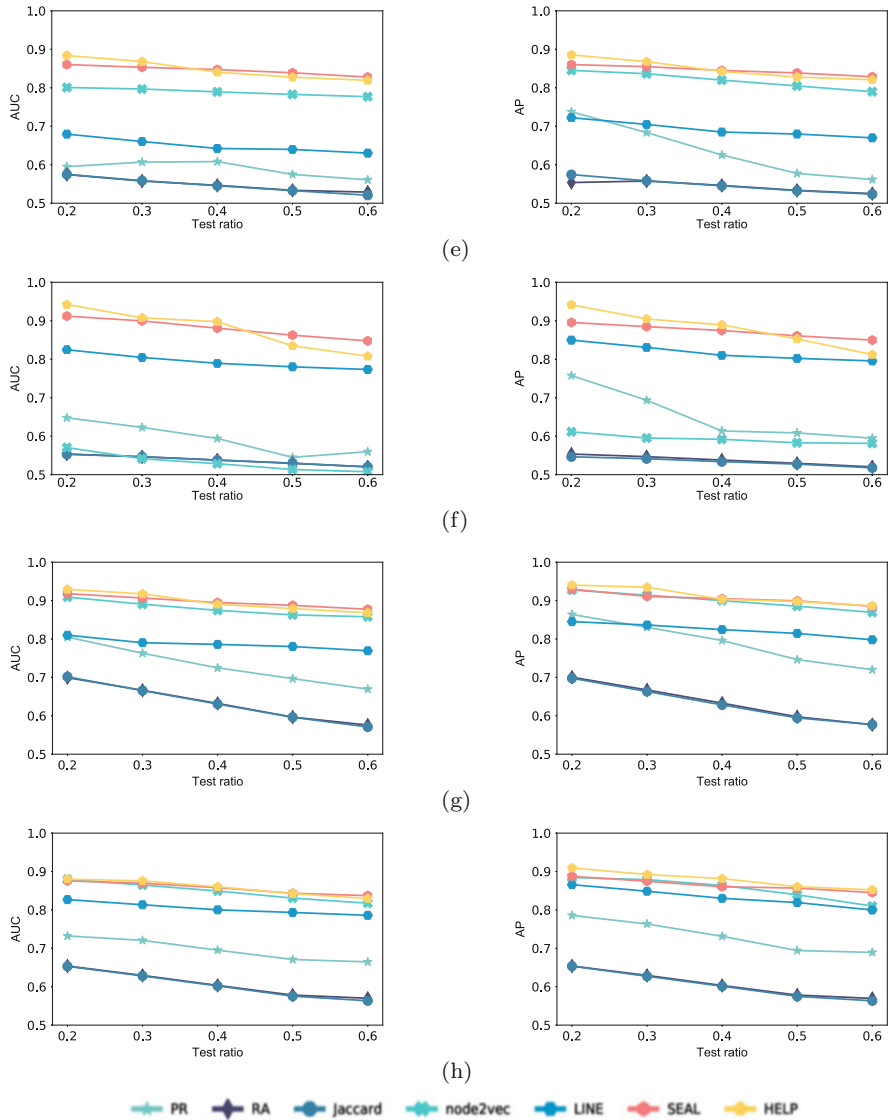 1.0 1.0
0.9 0.9
0.8 0.8
AUC AP
0.7 0.7
0.6 0.6
0.5 0.5
0.2 0.3 0.4 0.5 0.6 0.2 0.3 0.4 0.5 0.6
Test ratio Test ratio
(e)
1.0 1.0
0.9 0.9
0.8 0.8
AUC AP
0.7 0.7
0.6 0.6
0.5 0.5
0.2 0.3 0.4 0.5 0.6 0.2 0.3 0.4 0.5 0.6
Test ratio Test ratio
(f)
1.0 1.0
0.9 0.9
0.8 0.8
AUC AP
0.7 0.7
0.6 0.6
0.5 0.5
0.2 0.3 0.4 0.5 0.6 0.2 0.3 0.4 0.5 0.6
Test ratio Test ratio
(g)
1.0 1.0
0.9 0.9
0.8 0.8
AUC AP
0.7 0.7
0.6 0.6
0.5 0.5
0.2 0.3 0.4 0.5 0.6 0.2 0.3 0.4 0.5 0.6
Test ratio Test ratio
(h)
PR RA Jaccard node2vec LINE SEAL HELP